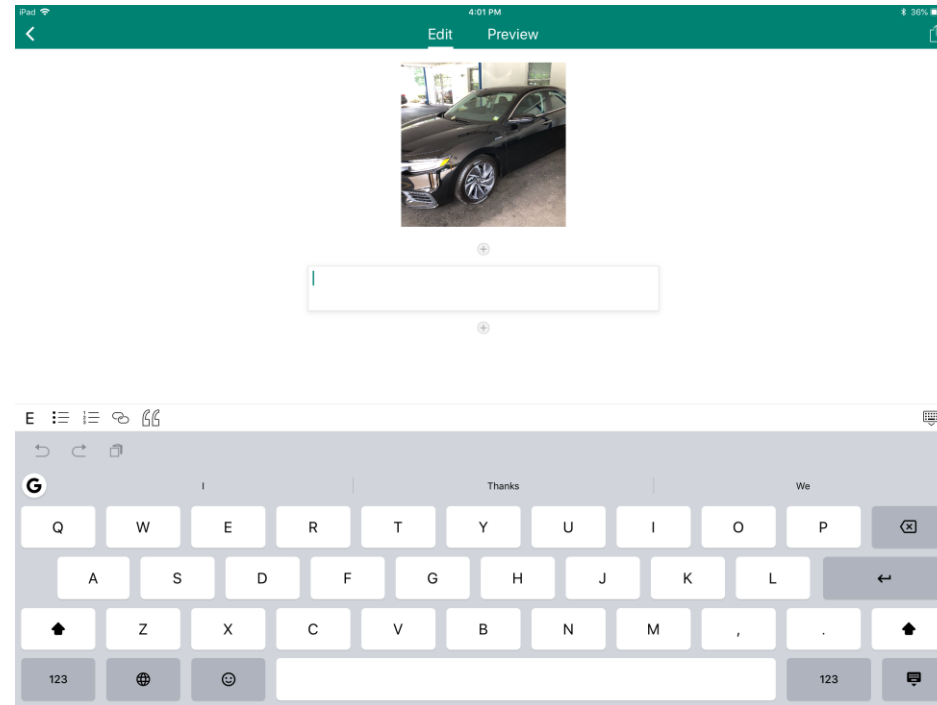 iPad 4:01 PM 36%
Edit Preview
E
G I Thanks We
Q W E R T Y U I O P
A S D F G H J K L
Z X C V B N M , .
123 123